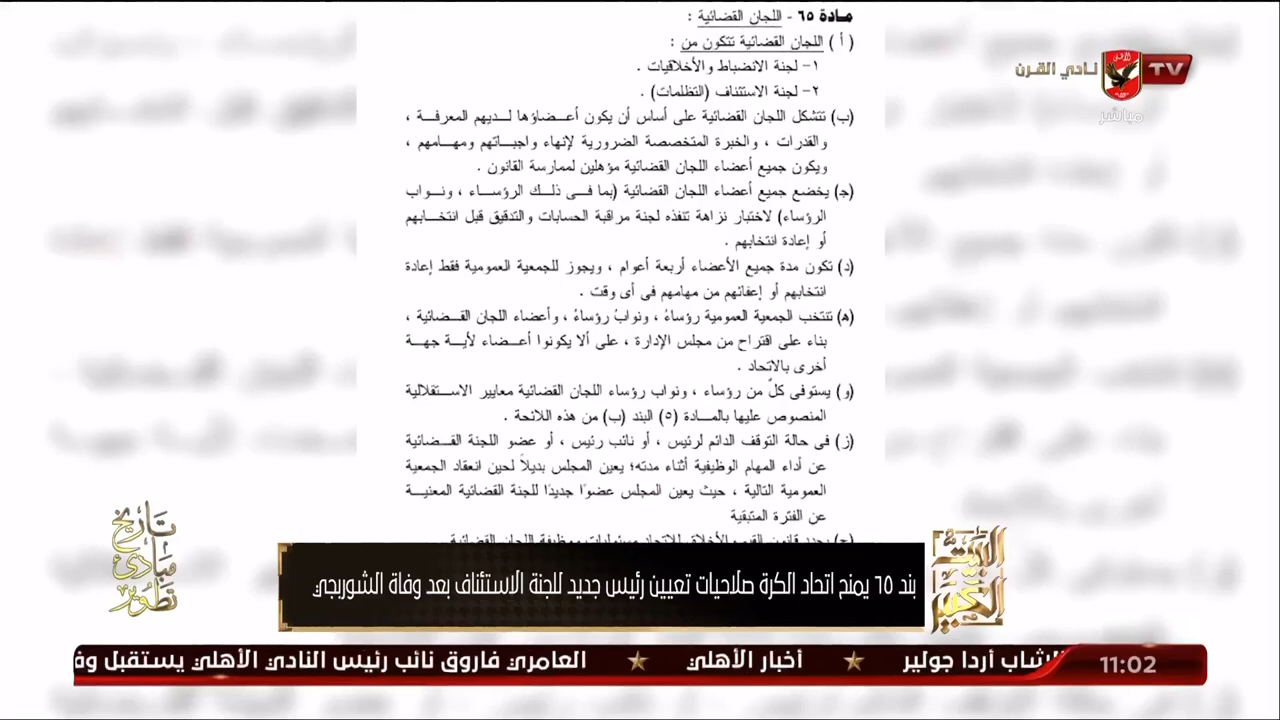 مادة ٦٥ - اللجان القضائية :
( أ ) اللجان القضائية تتكون من :
١- لجنة الانضباط والأخلاقيات .
٢- لجنة الاستئناف (التظلمات) .
(ب) تتشكل اللجان القضائية على أساس أن يكون أعضاؤها لديهم المعرفة ،
والقدرات ، والخبرة المتخصصة الضرورية لإنهاء واجباتهم ومهامهم ،
ويكون جميع أعضاء اللجان القضائية مؤهلين لممارسة القانون .
(ج) يخضع جميع أعضاء اللجان القضائية (بما فى ذلك الرؤساء ، ونواب
الرؤساء) لاختبار نزاهة تنفذه لجنة مراقبة الحسابات والتدقيق قبل انتخابهم
أو إعادة انتخابهم .
(د) تكون مدة جميع الأعضاء أربعة أعوام ، ويجوز للجمعية العمومية فقط إعادة
انتخابهم أو إعفائهم من مهامهم فى أى وقت .
(ه) تنتخب الجمعية العمومية رؤساءُ ، ونوابُ رؤساءُ ، وأعضاء اللجان القضائية ،
بناء على اقتراح من مجلس الإدارة ، على ألا يكونوا أعضاء لأية جهة
أخرى بالاتحاد .
(و) يستوفى كلٌ من رؤساء ، ونواب رؤساء اللجان القضائية معايير الاستقلالية
المنصوص عليها بالمادة (٥) البند (ب) من هذه اللائحة .
(ز) فى حالة التوقف الدائم لرئيس ، أو نائب رئيس ، أو عضو اللجنة القضائية
عن أداء المهام الوظيفية أثناء مدته؛ يعين المجلس بديلاً لحين انعقاد الجمعية
العمومية التالية ، حيث يعين المجلس عضوًا جديدًا للجنة القضائية المعنية
عن الفترة المتبقية
نادي القرن TV
مباشر
تاريخ
مبادئ
تطوير
البيت
الكبير
بند ٦٥ يمنح اتحاد الكرة صلاحيات تعيين رئيس جديد للجنة الاستئناف بعد وفاة الشوربجي
الشاب أردا جولير ★ أخبار الأهلي ★ العامري فاروق نائب رئيس النادي الأهلي يستقبل
11:02